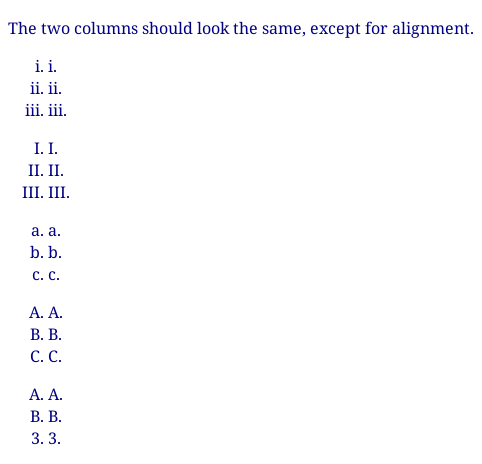 The two columns should look the same, except for alignment.
i. i.
ii. ii.
iii. iii.
I. I.
II. II.
III. III.
a. a.
b. b.
c. c.
A. A.
B. B.
C. C.
A. A.
B. B.
3. 3.